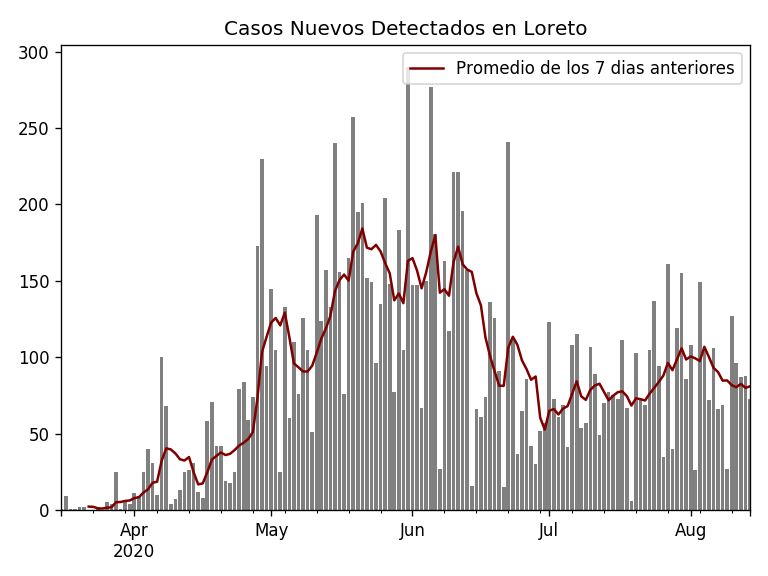 Casos Nuevos Detectados en Loreto
Promedio de los 7 dias anteriores
300
250
200
150
100
50
0
Apr
2020
May
Jun
Jul
Aug